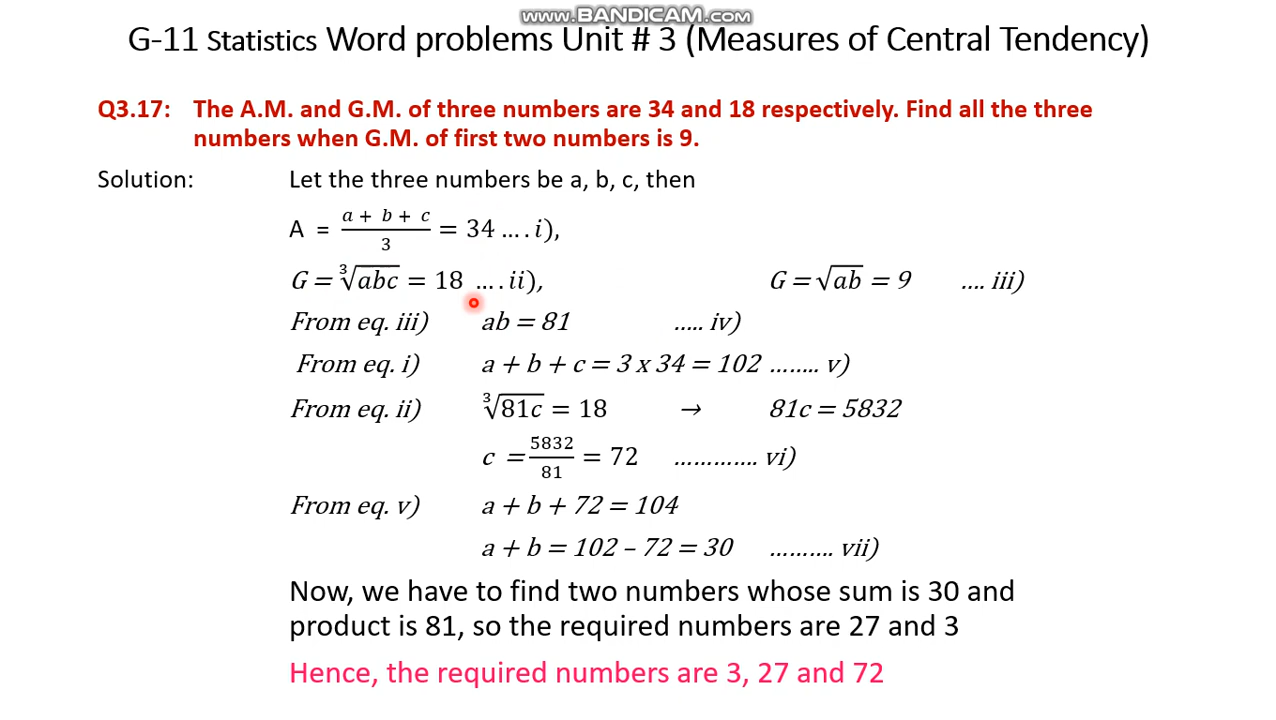 www.BANDICAM.com
G-11 Statistics Word problems Unit # 3 (Measures of Central Tendency)
Q3.17: The A.M. and G.M. of three numbers are 34 and 18 respectively. Find all the three
numbers when G.M. of first two numbers is 9.
Solution: Let the three numbers be a, b, c, then
A = (a + b + c)/3 = 34 ... . i),
G = ∛abc = 18 ... . ii), G = √ab = 9 .... iii)
From eq. iii) ab = 81 ..... iv)
From eq. i) a + b + c = 3 x 34 = 102 ........ v)
From eq. ii) ∛81c = 18 → 81c = 5832
c = 5832/81 = 72 ............. vi)
From eq. v) a + b + 72 = 104
a + b = 102 – 72 = 30 .......... vii)
Now, we have to find two numbers whose sum is 30 and
product is 81, so the required numbers are 27 and 3
Hence, the required numbers are 3, 27 and 72